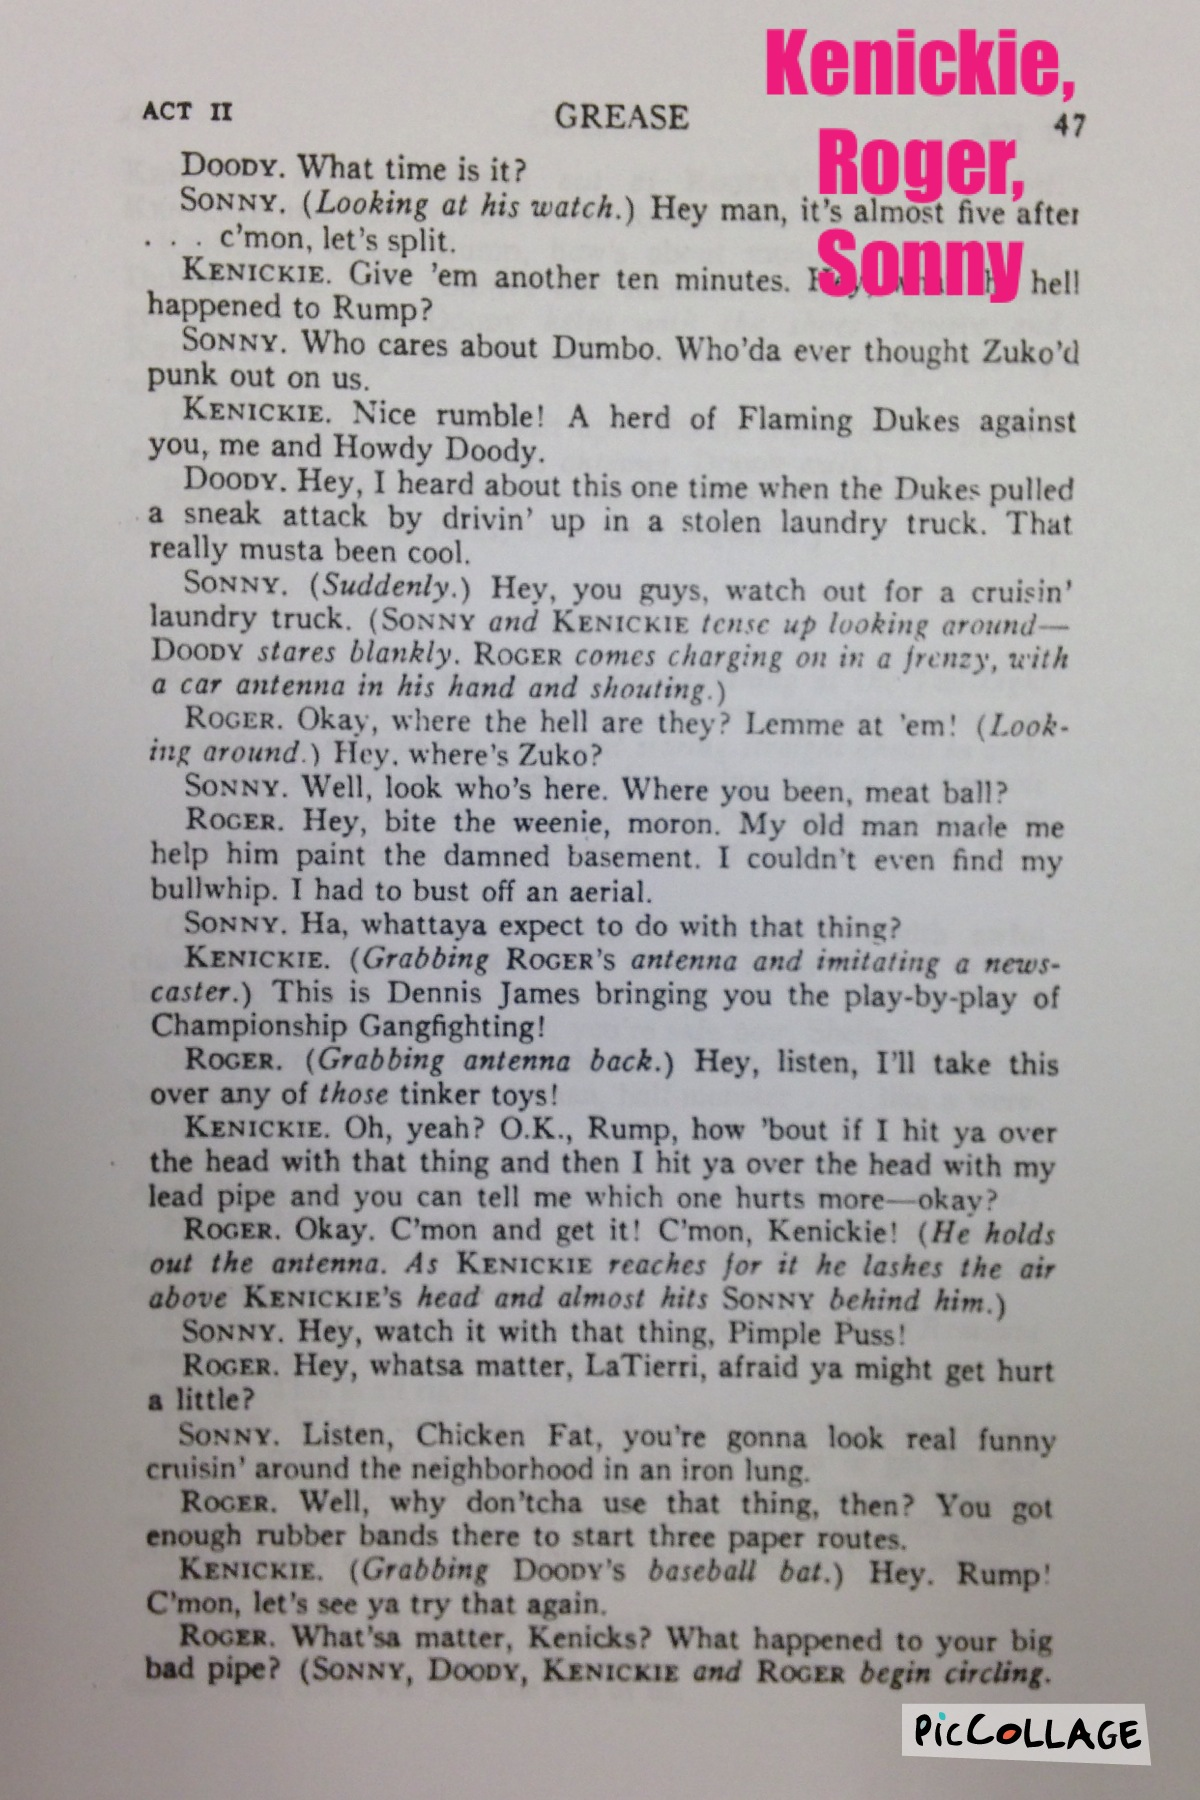 Kenickie,
ACT II GREASE 47
Roger,
DOODY. What time is it?
SONNY. (Looking at his watch.) Hey man, it's almost five after
. . . c'mon, let's split.
Sonny
KENICKIE. Give 'em another ten minutes. hell
happened to Rump?
SONNY. Who cares about Dumbo. Who'da ever thought Zuko'd
punk out on us.
KENICKIE. Nice rumble! A herd of Flaming Dukes against
you, me and Howdy Doody.
DOODY. Hey, I heard about this one time when the Dukes pulled
a sneak attack by drivin' up in a stolen laundry truck. That
really musta been cool.
SONNY. (Suddenly.) Hey, you guys, watch out for a cruisin'
laundry truck. (SONNY and KENICKIE tense up looking around—
DOODY stares blankly. ROGER comes charging on in a frenzy, with
a car antenna in his hand and shouting.)
ROGER. Okay, where the hell are they? Lemme at 'em! (Look-
ing around.) Hey, where's Zuko?
SONNY. Well, look who's here. Where you been, meat ball?
ROGER. Hey, bite the weenie, moron. My old man made me
help him paint the damned basement. I couldn't even find my
bullwhip. I had to bust off an aerial.
SONNY. Ha, whattaya expect to do with that thing?
KENICKIE. (Grabbing ROGER'S antenna and imitating a news-
caster.) This is Dennis James bringing you the play-by-play of
Championship Gangfighting!
ROGER. (Grabbing antenna back.) Hey, listen, I'll take this
over any of those tinker toys!
KENICKIE. Oh, yeah? O.K., Rump, how 'bout if I hit ya over
the head with that thing and then I hit ya over the head with my
lead pipe and you can tell me which one hurts more—okay?
ROGER. Okay. C'mon and get it! C'mon, Kenickie! (He holds
out the antenna. As KENICKIE reaches for it he lashes the air
above KENICKIE'S head and almost hits SONNY behind him.)
SONNY. Hey, watch it with that thing, Pimple Puss!
ROGER. Hey, whatsa matter, LaTierri, afraid ya might get hurt
a little?
SONNY. Listen, Chicken Fat, you're gonna look real funny
cruisin' around the neighborhood in an iron lung.
ROGER. Well, why don'tcha use that thing, then? You got
enough rubber bands there to start three paper routes.
KENICKIE. (Grabbing DOODY'S baseball bat.) Hey. Rump!
C'mon, let's see ya try that again.
ROGER. What'sa matter, Kenicks? What happened to your big
bad pipe? (SONNY, DOODY, KENICKIE and ROGER begin circling.
PicCOLLAGE